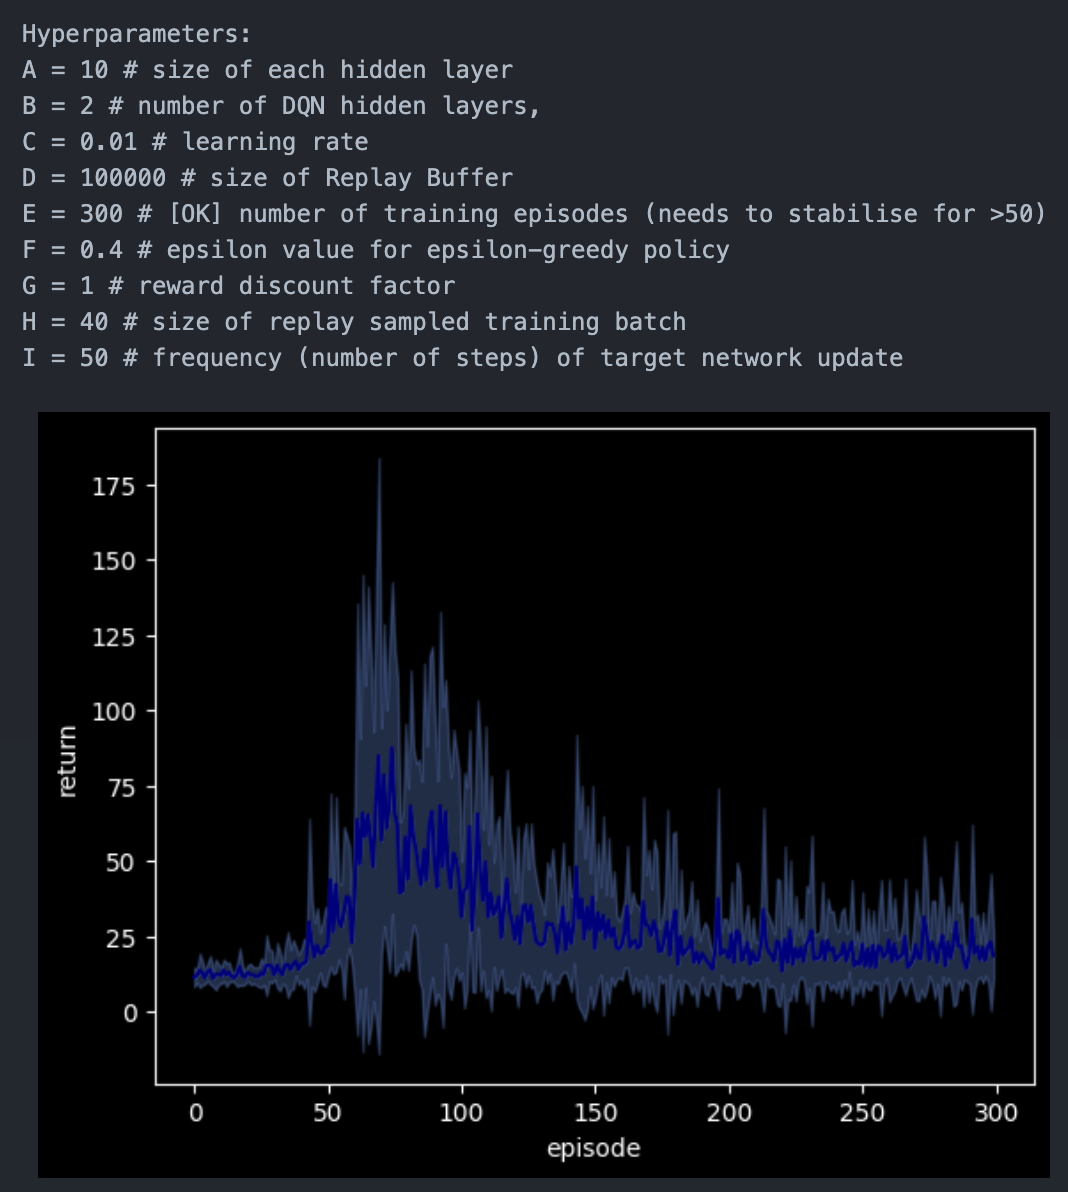 Hyperparameters:
A = 10 # size of each hidden layer
B = 2 # number of DQN hidden layers,
C = 0.01 # learning rate
D = 100000 # size of Replay Buffer
E = 300 # [OK] number of training episodes (needs to stabilise for >50)
F = 0.4 # epsilon value for epsilon-greedy policy
G = 1 # reward discount factor
H = 40 # size of replay sampled training batch
I = 50 # frequency (number of steps) of target network update
175
150
125
100
75
50
25
0
return
0 50 100 150 200 250 300
episode